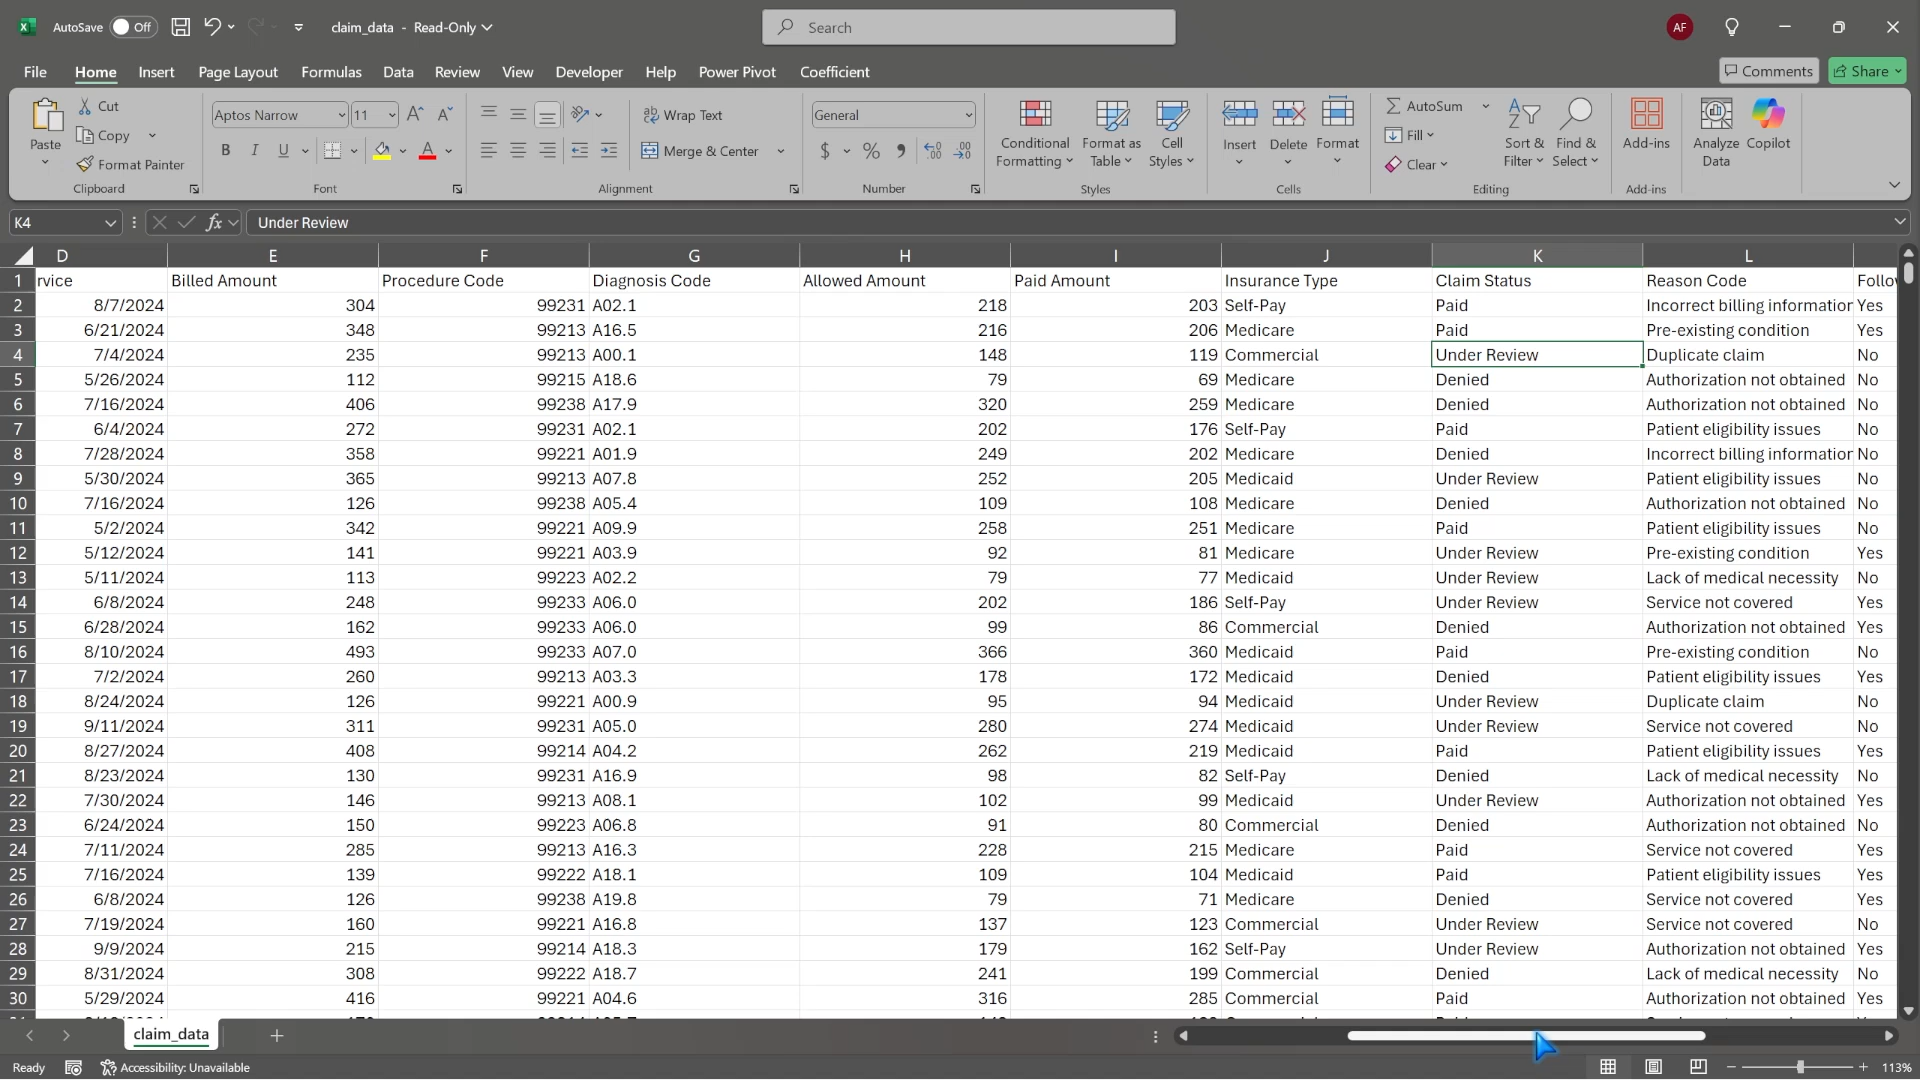 AutoSave Off claim_data - Read-Only Search AF
File Home Insert Page Layout Formulas Data Review View Developer Help Power Pivot Coefficient Comments Share
Cut
Copy
Format Painter
Paste
Clipboard
Aptos Narrow 11
B I U
Font
Wrap Text
Merge & Center
Alignment
General
$ %
Number
Conditional Formatting
Format as Table
Cell Styles
Styles
Insert
Delete
Format
Cells
AutoSum
Fill
Clear
Sort & Filter
Find & Select
Editing
Add-ins
Add-ins
Analyze Data
Copilot
K4 fx Under Review
D E F G H I J K L
1 rvice Billed Amount Procedure Code Diagnosis Code Allowed Amount Paid Amount Insurance Type Claim Status Reason Code Follo
2 8/7/2024 304 99231 A02.1 218 203 Self-Pay Paid Incorrect billing information Yes
3 6/21/2024 348 99213 A16.5 216 206 Medicare Paid Pre-existing condition Yes
4 7/4/2024 235 99213 A00.1 148 119 Commercial Under Review Duplicate claim No
5 5/26/2024 112 99215 A18.6 79 69 Medicare Denied Authorization not obtained No
6 7/16/2024 406 99238 A17.9 320 259 Medicare Denied Authorization not obtained No
7 6/4/2024 272 99231 A02.1 202 176 Self-Pay Paid Patient eligibility issues No
8 7/28/2024 358 99221 A01.9 249 202 Medicare Denied Incorrect billing information No
9 5/30/2024 365 99213 A07.8 252 205 Medicaid Under Review Patient eligibility issues No
10 7/16/2024 126 99238 A05.4 109 108 Medicare Denied Authorization not obtained No
11 5/2/2024 342 99221 A09.9 258 251 Medicare Paid Patient eligibility issues No
12 5/12/2024 141 99221 A03.9 92 81 Medicare Under Review Pre-existing condition Yes
13 5/11/2024 113 99223 A02.2 79 77 Medicaid Under Review Lack of medical necessity No
14 6/8/2024 248 99233 A06.0 202 186 Self-Pay Under Review Service not covered Yes
15 6/28/2024 162 99233 A06.0 99 86 Commercial Denied Authorization not obtained Yes
16 8/10/2024 493 99233 A07.0 366 360 Medicaid Paid Pre-existing condition No
17 7/2/2024 260 99213 A03.3 178 172 Medicaid Denied Patient eligibility issues Yes
18 8/24/2024 126 99221 A00.9 95 94 Medicaid Under Review Duplicate claim No
19 9/11/2024 311 99231 A05.0 280 274 Medicaid Under Review Service not covered No
20 8/27/2024 408 99214 A04.2 262 219 Medicaid Paid Patient eligibility issues Yes
21 8/23/2024 130 99231 A16.9 98 82 Self-Pay Denied Lack of medical necessity No
22 7/30/2024 146 99213 A08.1 102 99 Medicaid Under Review Authorization not obtained Yes
23 6/24/2024 150 99223 A06.8 91 80 Commercial Denied Authorization not obtained No
24 7/11/2024 285 99213 A16.3 228 215 Medicare Paid Service not covered Yes
25 7/16/2024 139 99222 A18.1 109 104 Medicaid Paid Patient eligibility issues Yes
26 6/8/2024 126 99238 A19.8 79 71 Medicare Denied Service not covered Yes
27 7/19/2024 160 99221 A16.8 137 123 Commercial Under Review Service not covered No
28 9/9/2024 215 99214 A18.3 179 162 Self-Pay Under Review Authorization not obtained Yes
29 8/31/2024 308 99222 A18.7 241 199 Commercial Denied Lack of medical necessity No
30 5/29/2024 416 99221 A04.6 316 285 Commercial Paid Authorization not obtained Yes
claim_data
Ready Accessibility: Unavailable 113%